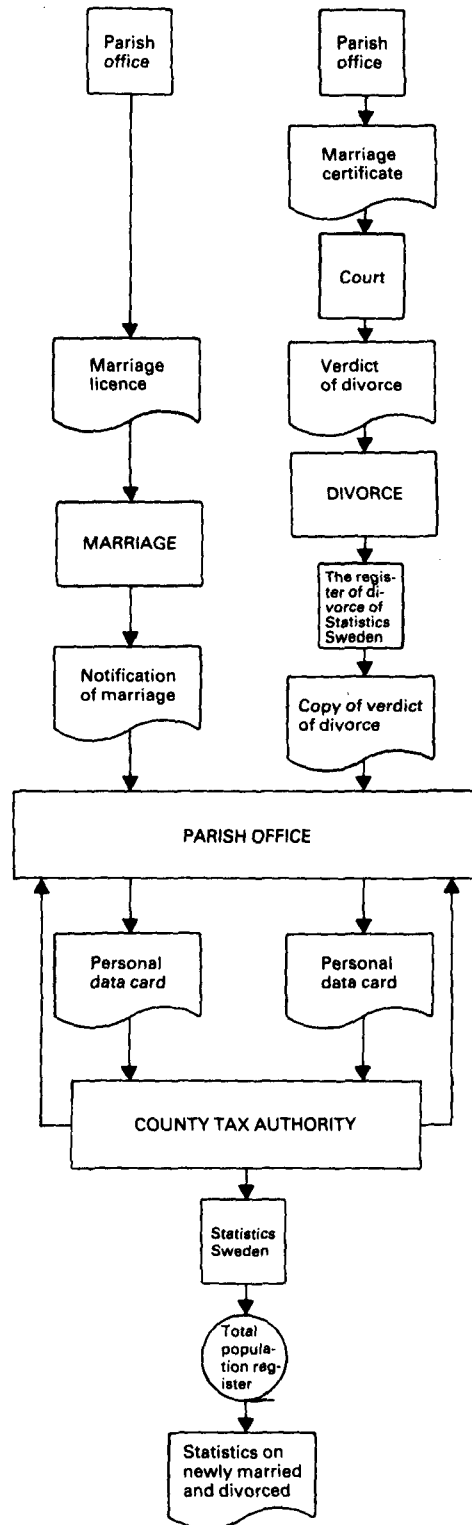 Parish
office
Parish
office
Marriage
certificate
Court
Marriage
licence
Verdict
of divorce
MARRIAGE
DIVORCE
The regis-
ter of di-
vorce of
Statistics
Sweden
Notification
of marriage
Copy of verdict
of divorce
PARISH OFFICE
Personal
data card
Personal
data card
COUNTY TAX AUTHORITY
Statistics
Sweden
Total
popula-
tion reg-
ister
Statistics on
newly married
and divorced